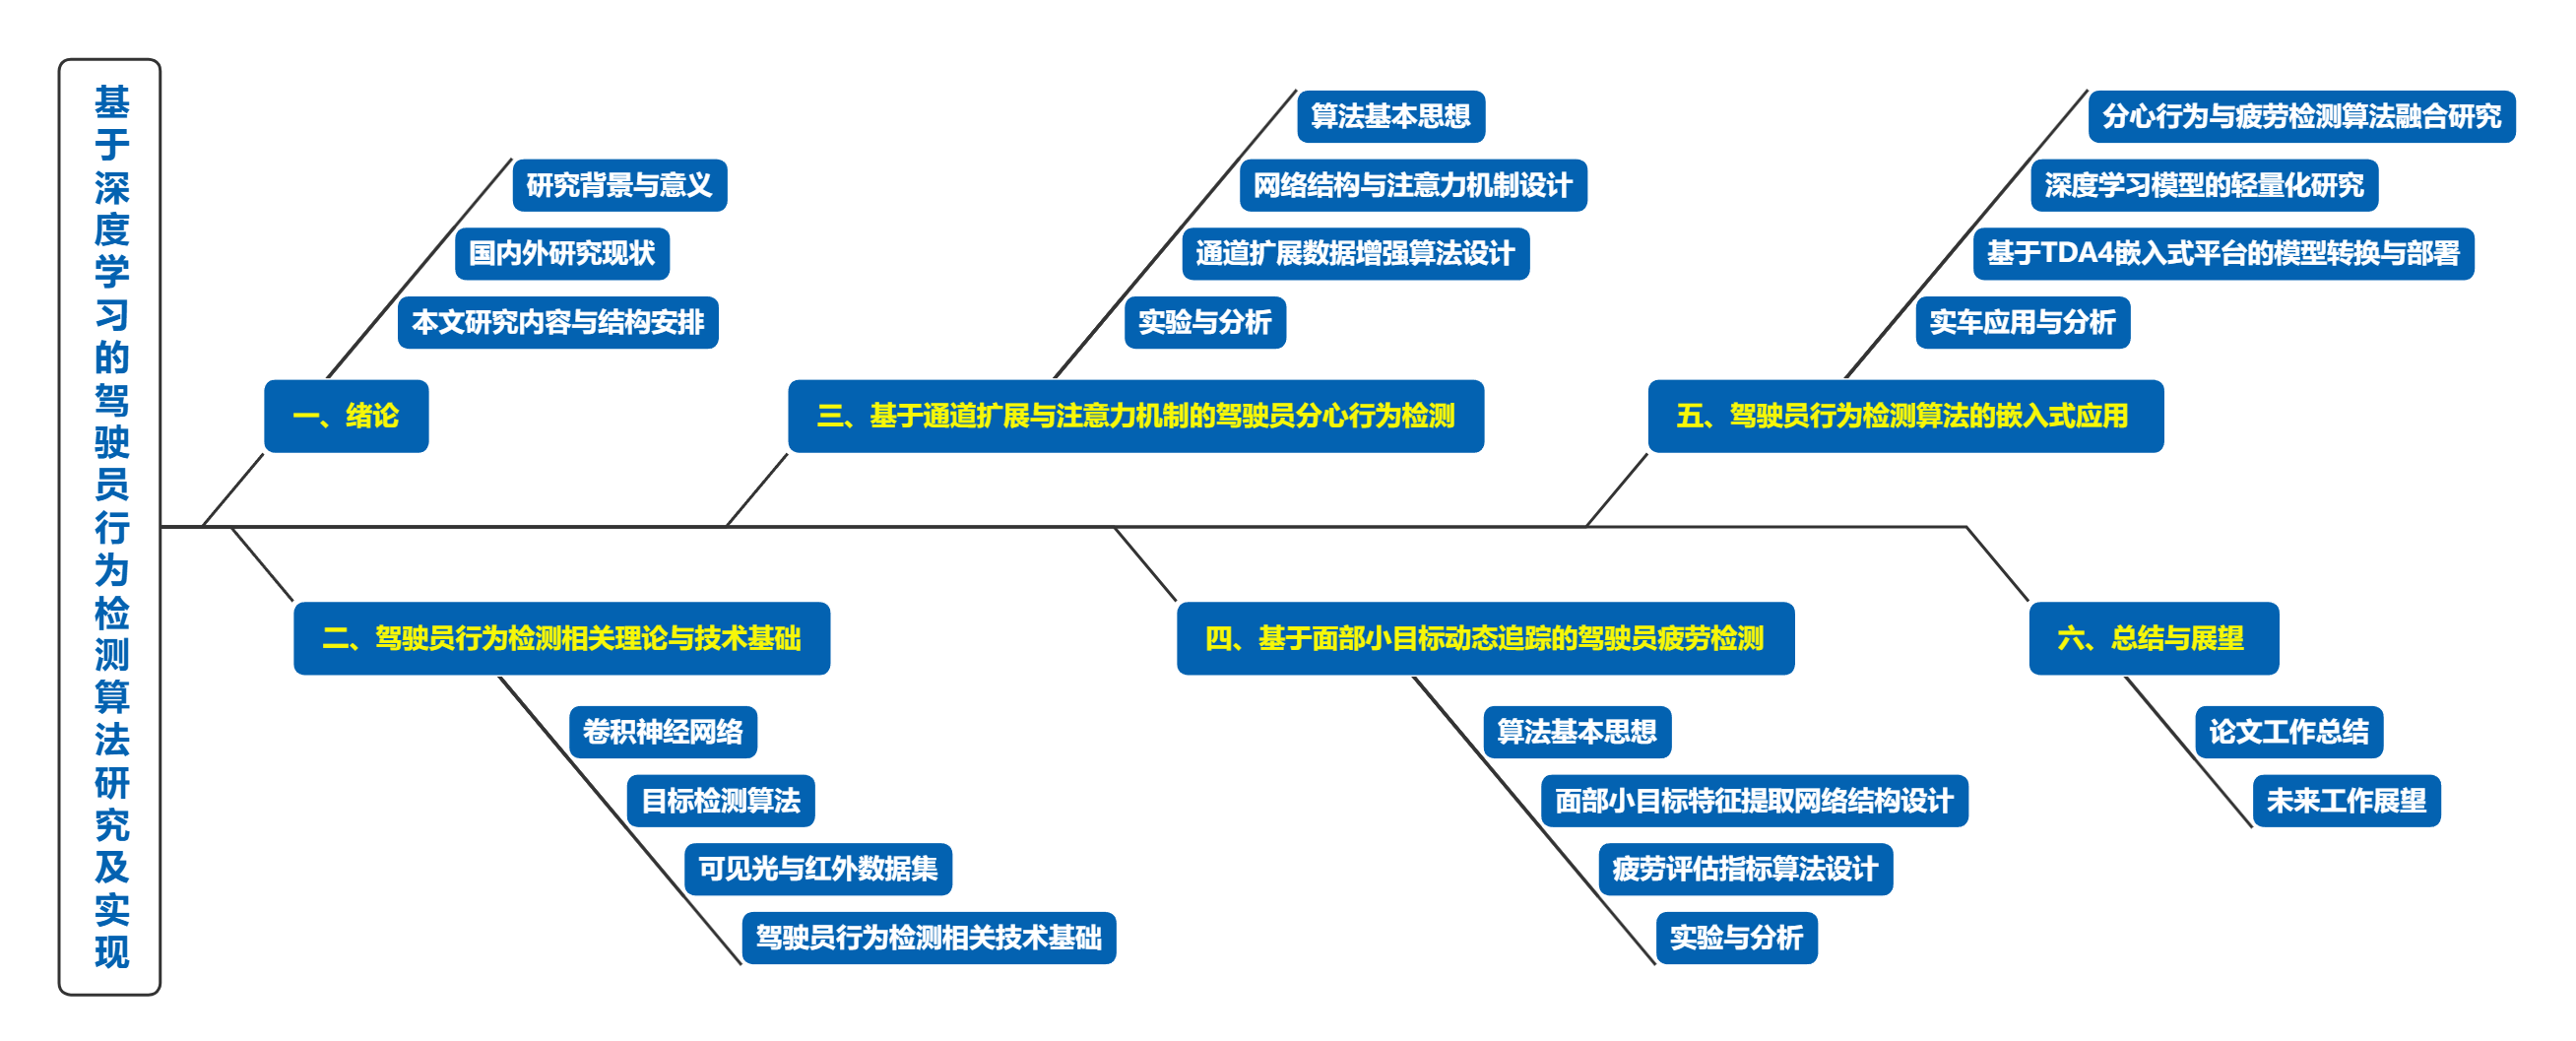 基于深度学习的驾驶员行为检测算法研究及实现
研究背景与意义
国内外研究现状
本文研究内容与结构安排
一、绪论
算法基本思想
网络结构与注意力机制设计
通道扩展数据增强算法设计
实验与分析
三、基于通道扩展与注意力机制的驾驶员分心行为检测
分心行为与疲劳检测算法融合研究
深度学习模型的轻量化研究
基于TDA4嵌入式平台的模型转换与部署
实车应用与分析
五、驾驶员行为检测算法的嵌入式应用
二、驾驶员行为检测相关理论与技术基础
卷积神经网络
目标检测算法
可见光与红外数据集
驾驶员行为检测相关技术基础
四、基于面部小目标动态追踪的驾驶员疲劳检测
算法基本思想
面部小目标特征提取网络结构设计
疲劳评估指标算法设计
实验与分析
六、总结与展望
论文工作总结
未来工作展望